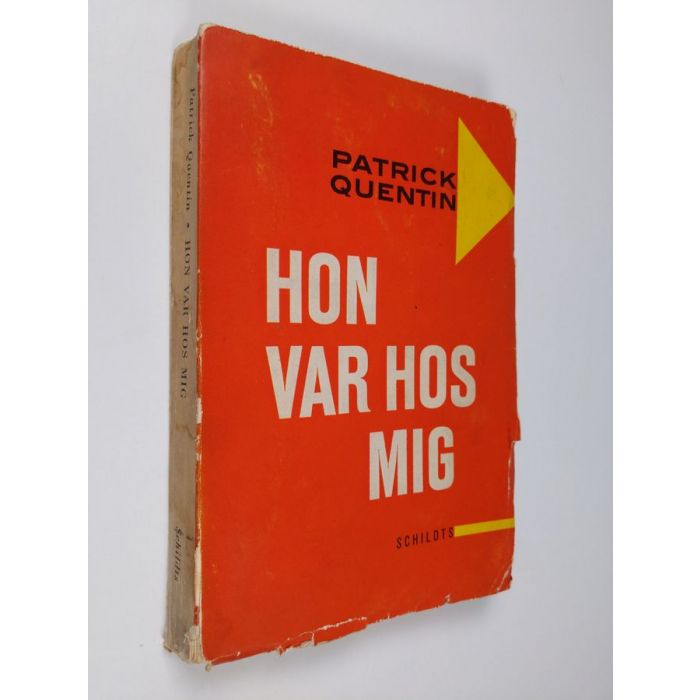 PATRICK
QUENTIN
HON
VAR HOS
MIG
SCHILDTS
Patrick Quentin * HON VAR HOS MIG
Schildts